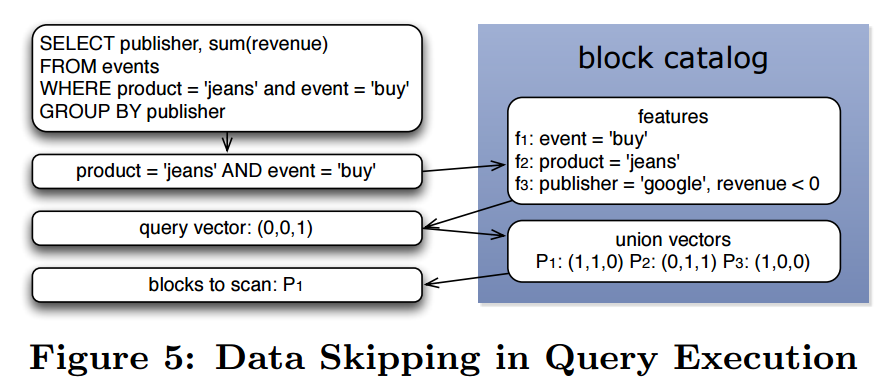 SELECT publisher, sum(revenue)
FROM events
WHERE product = 'jeans' and event = 'buy'
GROUP BY publisher
product = 'jeans' AND event = 'buy'
query vector: (0,0,1)
blocks to scan: P1
block catalog
features
f1: event = 'buy'
f2: product = 'jeans'
f3: publisher = 'google', revenue < 0
union vectors
P1: (1,1,0) P2: (0,1,1) P3: (1,0,0)
Figure 5: Data Skipping in Query Execution